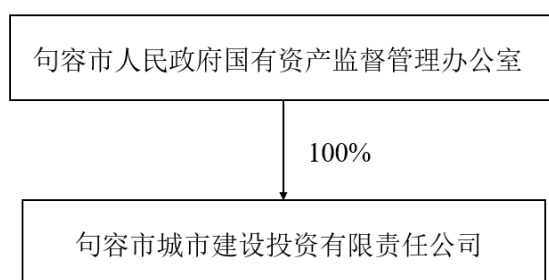 句容市人民政府国有资产监督管理办公室
100%
句容市城市建设投资有限责任公司